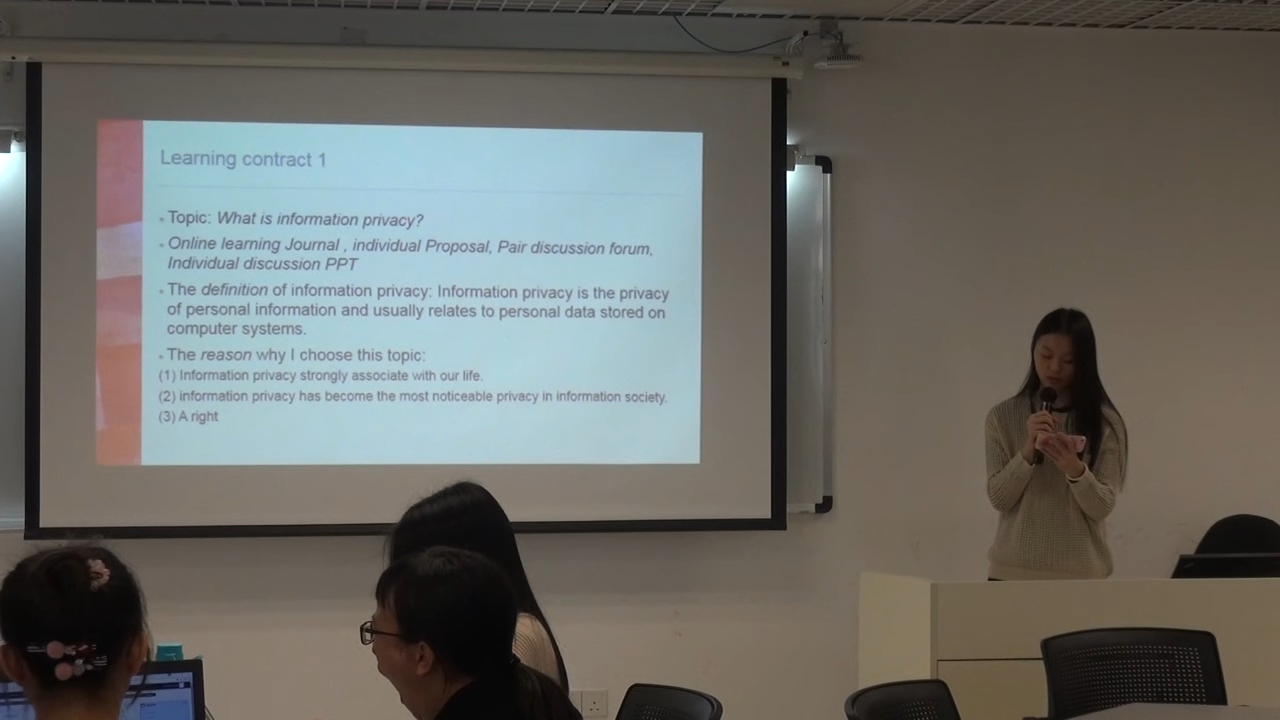 Learning contract 1
Topic: What is information privacy?
Online learning Journal , individual Proposal, Pair discussion forum,
Individual discussion PPT
The definition of information privacy: Information privacy is the privacy
of personal information and usually relates to personal data stored on
computer systems.
The reason why I choose this topic:
(1) Information privacy strongly associate with our life.
(2) information privacy has become the most noticeable privacy in information society.
(3) A right